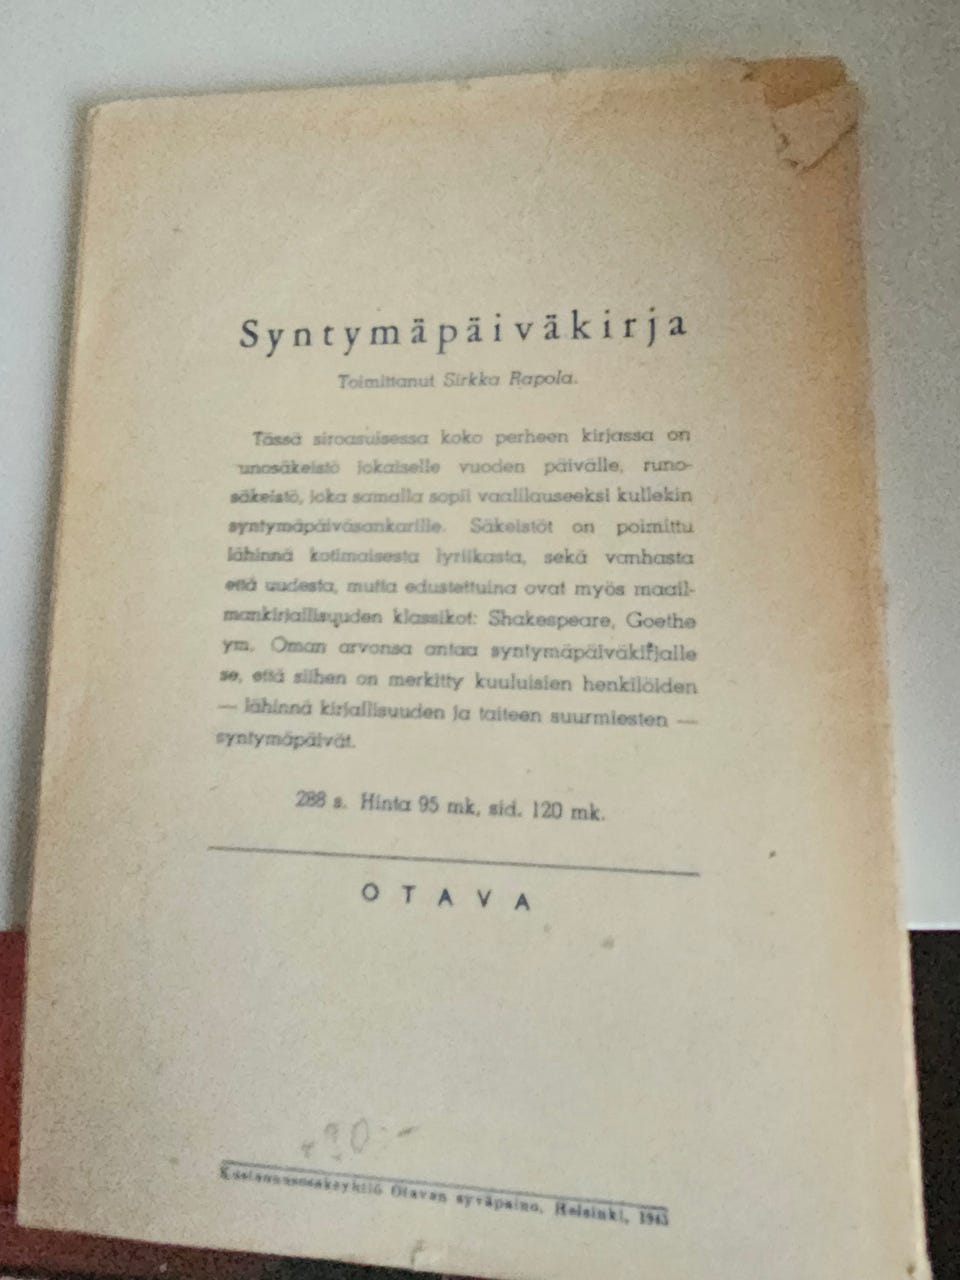 Syntymäpäiväkirja
Toimittanut Sirkka Rapola.
Tässä siroasuisessa koko perheen kirjassa on
unosäkeistö jokaiselle vuoden päivälle, runo-
säkeistö, joka samalla sopii vaalilauseeksi kullekin
syntymäpäiväsankarille. Säkeistöt on poimittu
lähinnä kotimaisesta lyriikasta, sekä vanhasta
että uudesta, mutta edustettuina ovat myös maail-
mankirjallisuuden klassikot: Shakespeare, Goethe
ym. Oman arvonsa antaa syntymäpäiväkirjalle
se, että siihen on merkitty kuuluisien henkilöiden
— lähinnä kirjallisuuden ja taiteen suurmiesten —
syntymäpäivät.
288 s. Hinta 95 mk, sid. 120 mk.
OTAVA
Kustannusosakeyhtiö Otavan syväpaino, Helsinki,